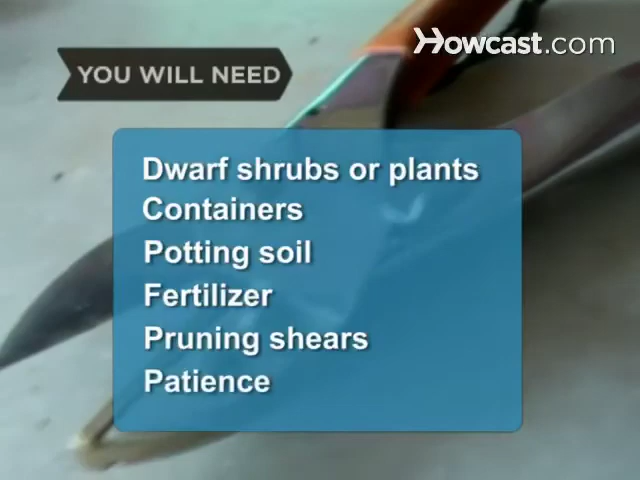 Howcast.com
YOU WILL NEED
Dwarf shrubs or plants
Containers
Potting soil
Fertilizer
Pruning shears
Patience